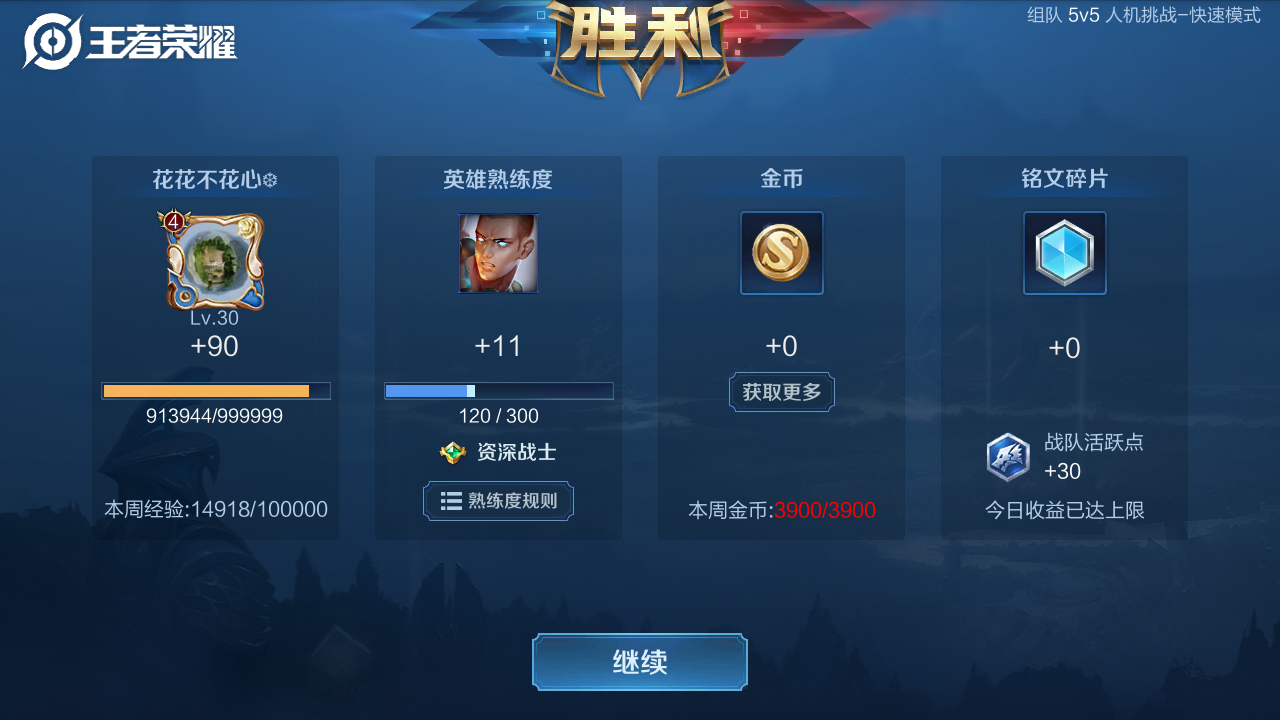 王者荣耀
胜利
组队 5v5 人机挑战-快速模式
花花不花心❄
4
Lv.30
+90
913944/999999
本周经验:14918/100000
英雄熟练度
+11
120 / 300
资深战士
熟练度规则
金币
S
+0
获取更多
本周金币:3900/3900
铭文碎片
+0
战队活跃点
+30
今日收益已达上限
继续